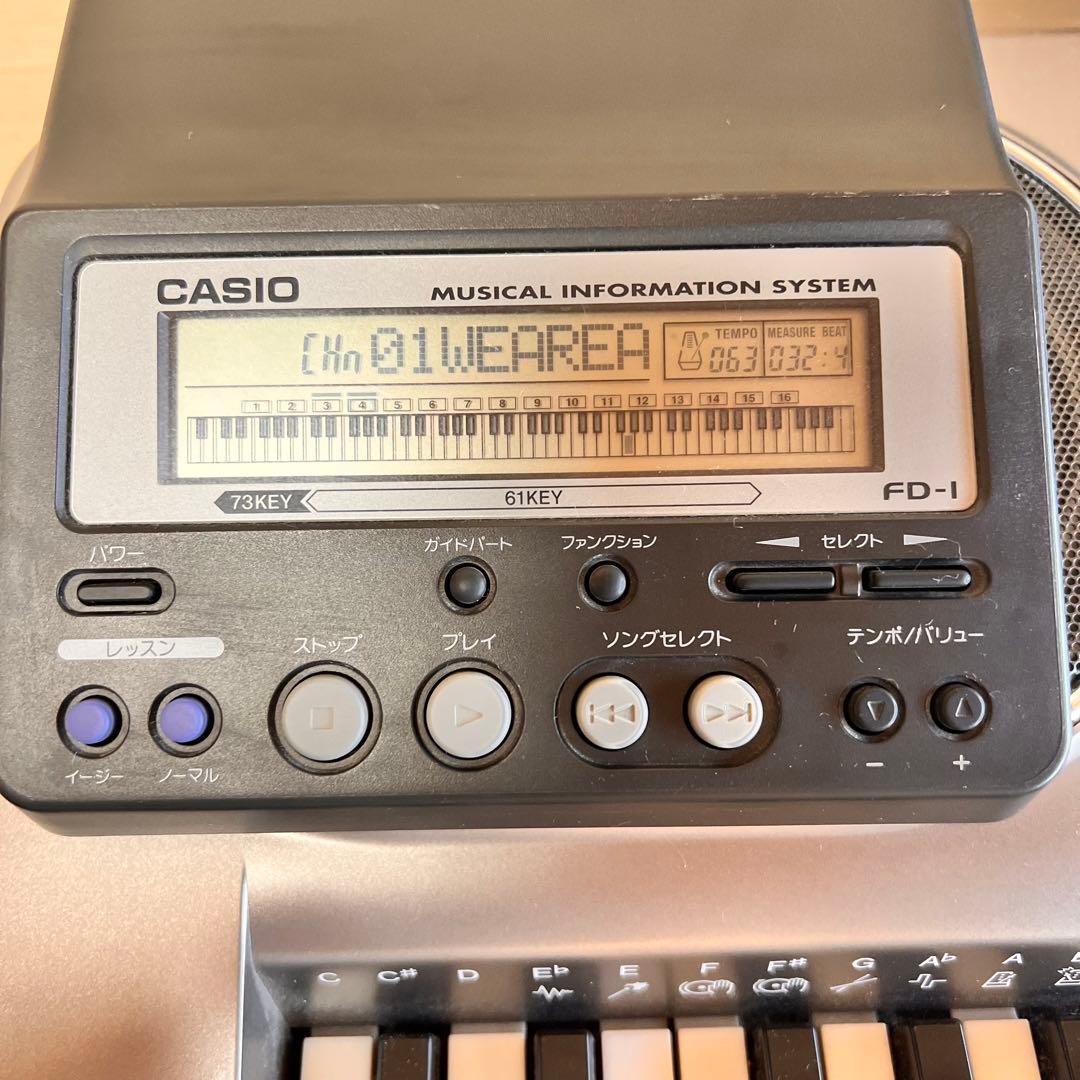 CASIO MUSICAL INFORMATION SYSTEM
CHn 01WEAREA
TEMPO MEASURE BEAT
063 032:4
1 2 3 4 5 6 7 8 9 10 11 12 13 14 15 16
73KEY 61KEY FD-1
パワー ガイドパート ファンクション セレクト
レッスン ストップ プレイ ソングセレクト テンポ/バリュー
イージー ノーマル − +
C C# D E♭ E F F# G A♭ A